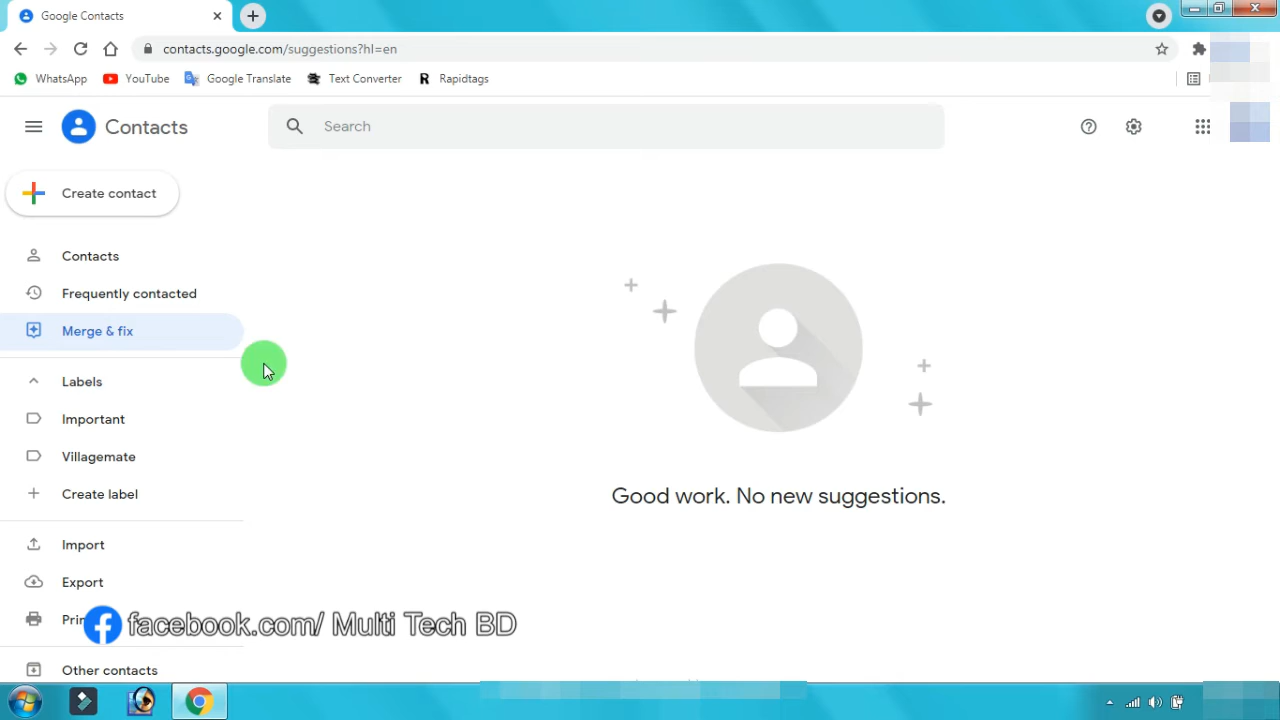 Google Contacts
contacts.google.com/suggestions?hl=en
WhatsApp YouTube Google Translate Text Converter R Rapidtags
Contacts
Search
Create contact
Contacts
Frequently contacted
Merge & fix
Labels
Important
Villagemate
Create label
Good work. No new suggestions.
Import
Export
facebook.com/ Multi Tech BD
Other contacts